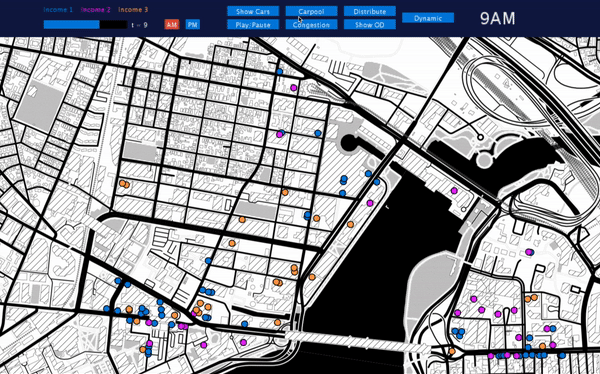 Income 1 Income 2 Income 3
t = 9 AM PM
Show Cars Carpool Distribute
Play/Pause Congestion Show OD
Dynamic
9AM